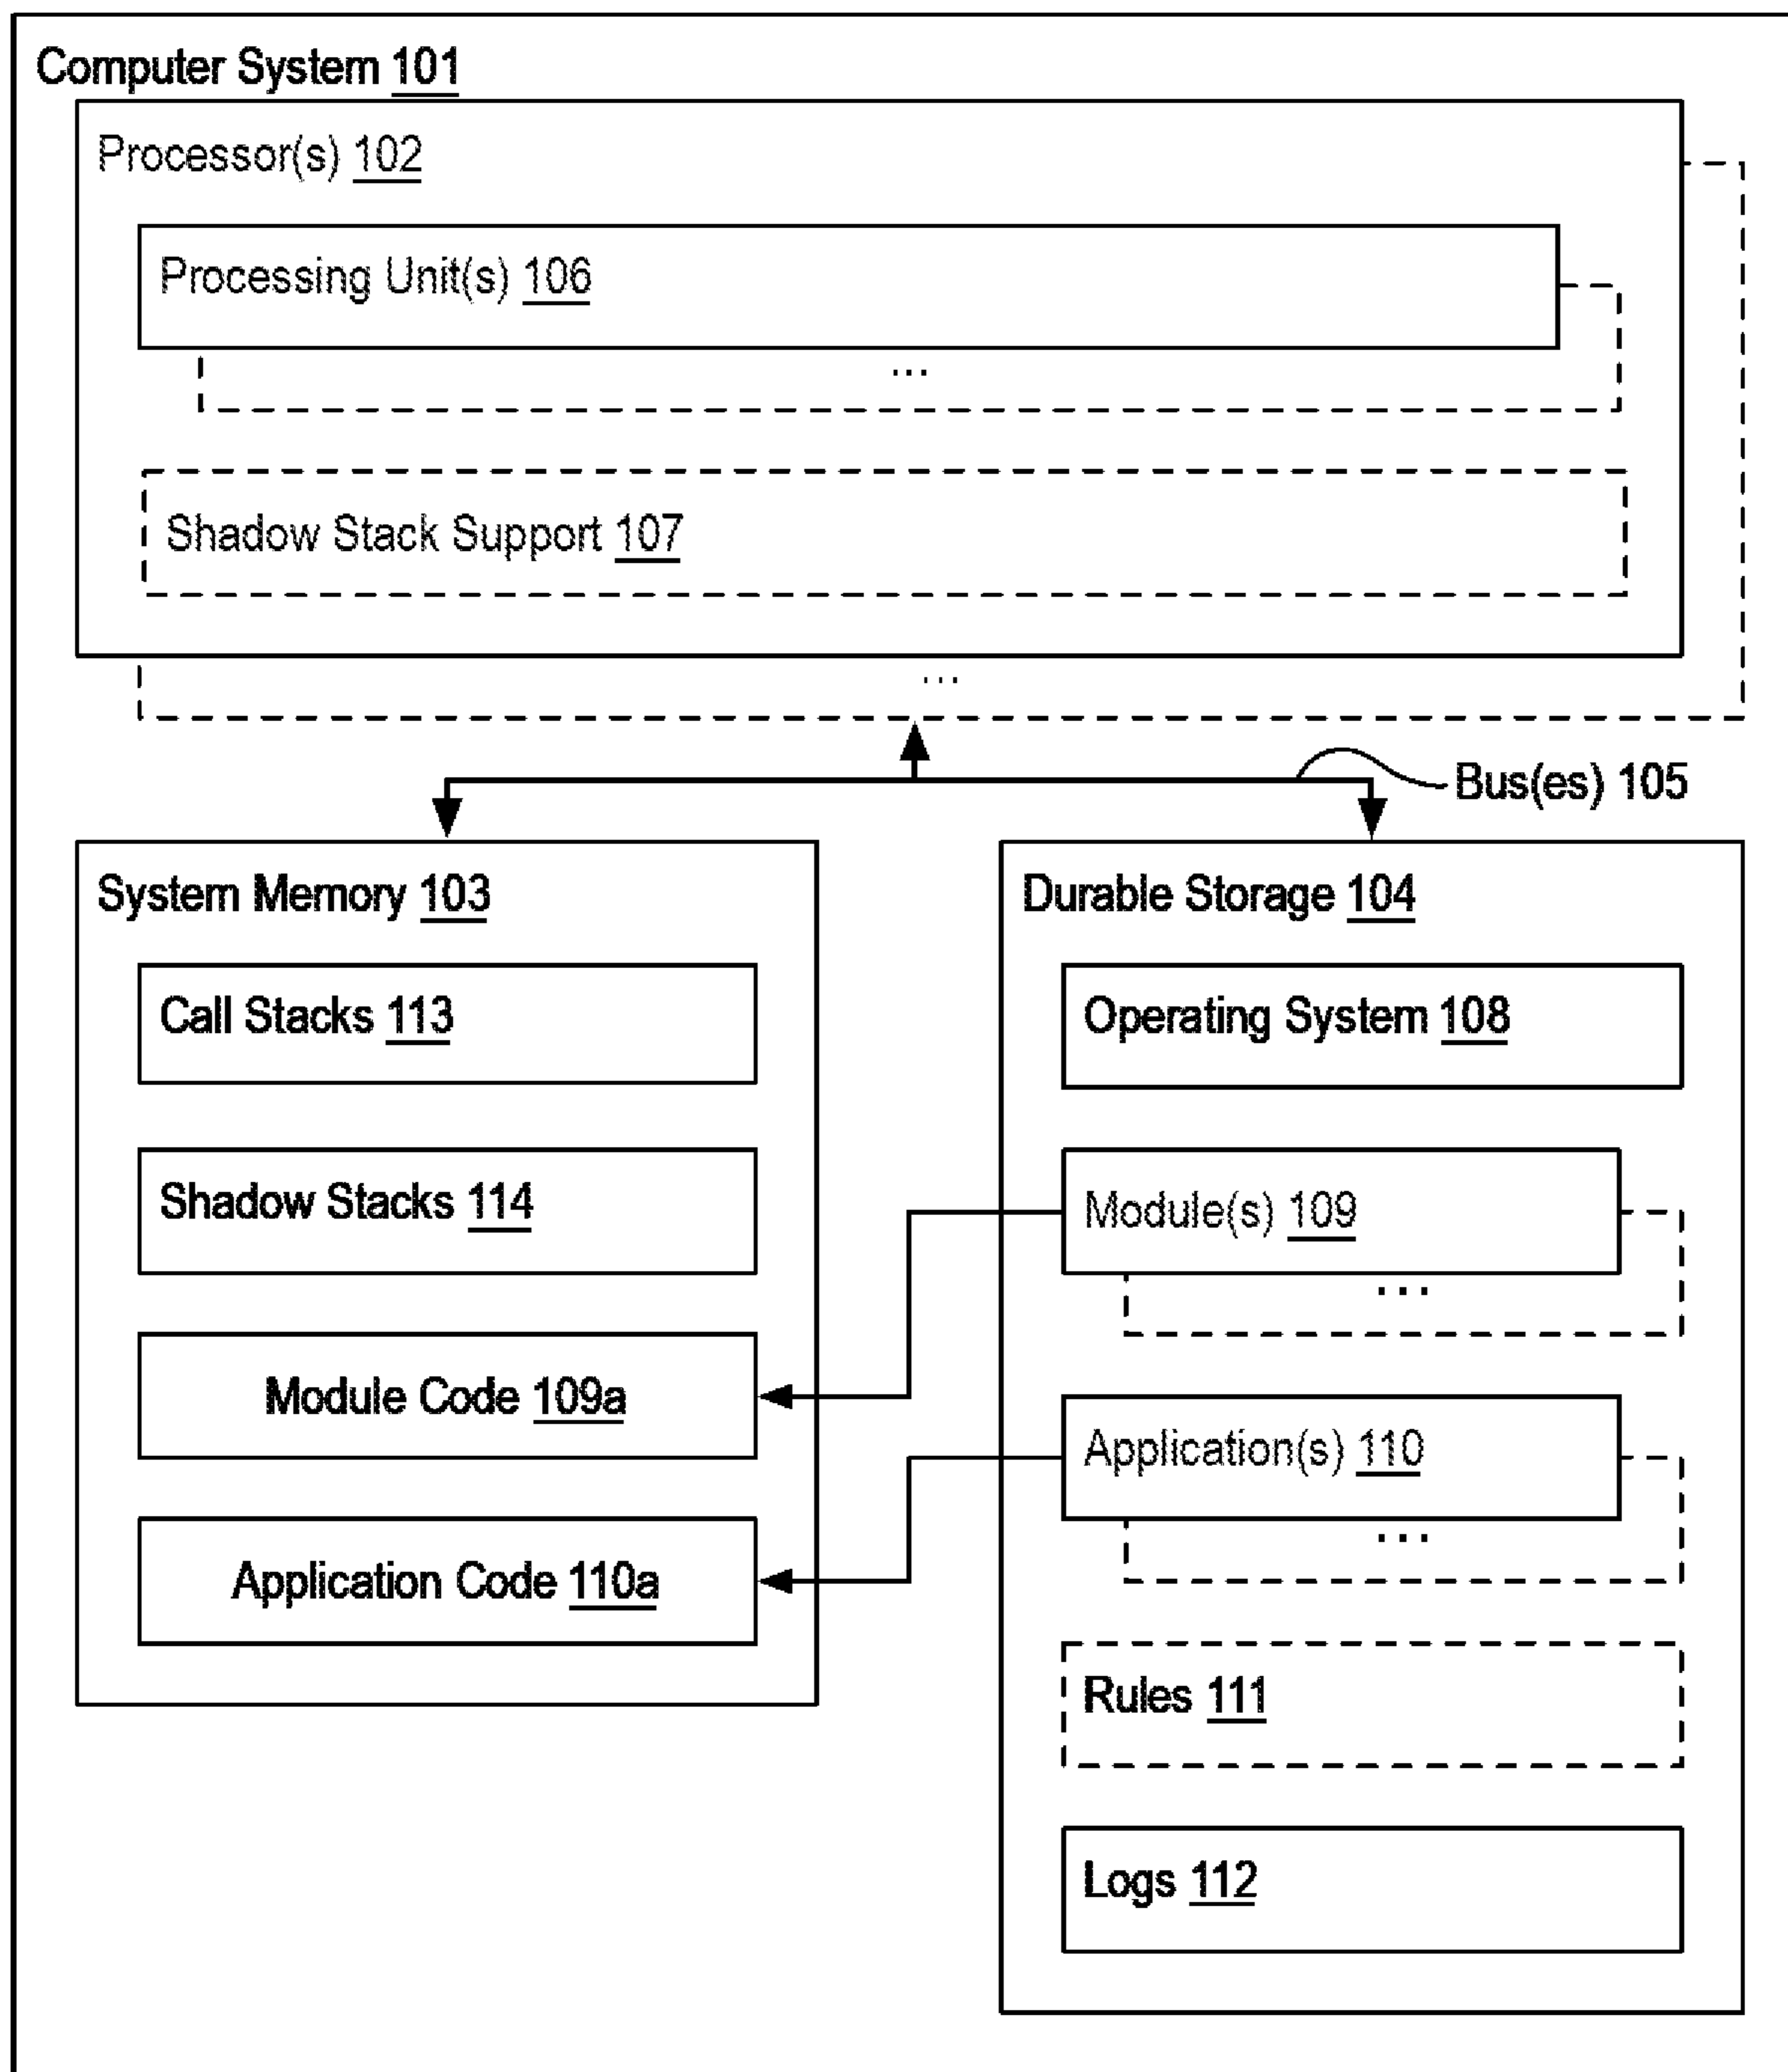 Computer System 101
Processor(s) 102
Processing Unit(s) 106
...
Shadow Stack Support 107
...
Bus(es) 105
System Memory 103
Call Stacks 113
Shadow Stacks 114
Module Code 109a
Application Code 110a
Durable Storage 104
Operating System 108
Module(s) 109
...
Application(s) 110
...
Rules 111
Logs 112